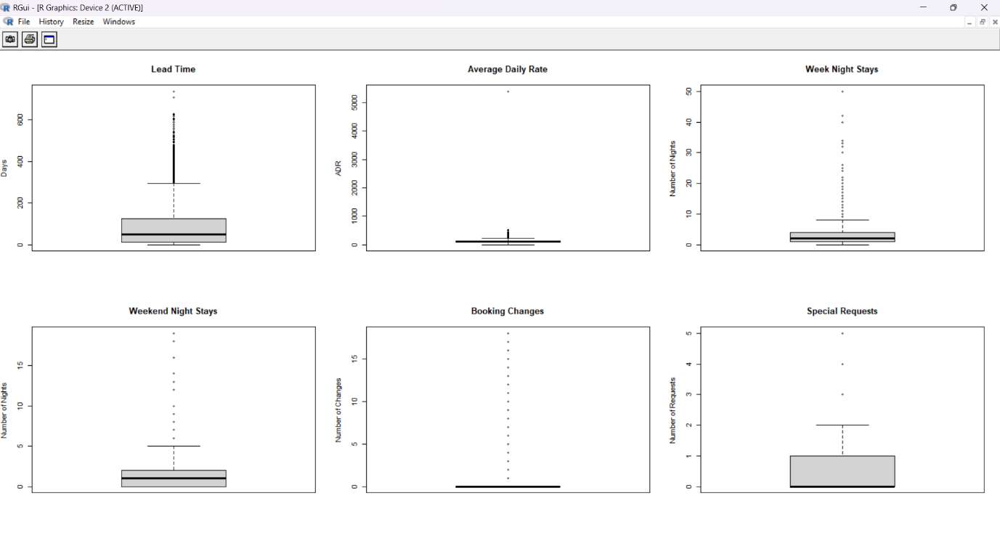 RGui - [R Graphics: Device 2 (ACTIVE)]
File History Resize Windows
Lead Time
Days
0 200 400 600
Average Daily Rate
ADR
0 1000 2000 3000 4000 5000
Week Night Stays
Number of Nights
0 10 20 30 40 50
Weekend Night Stays
Number of Nights
0 5 10 15
Booking Changes
Number of Changes
0 5 10 15
Special Requests
Number of Requests
0 1 2 3 4 5